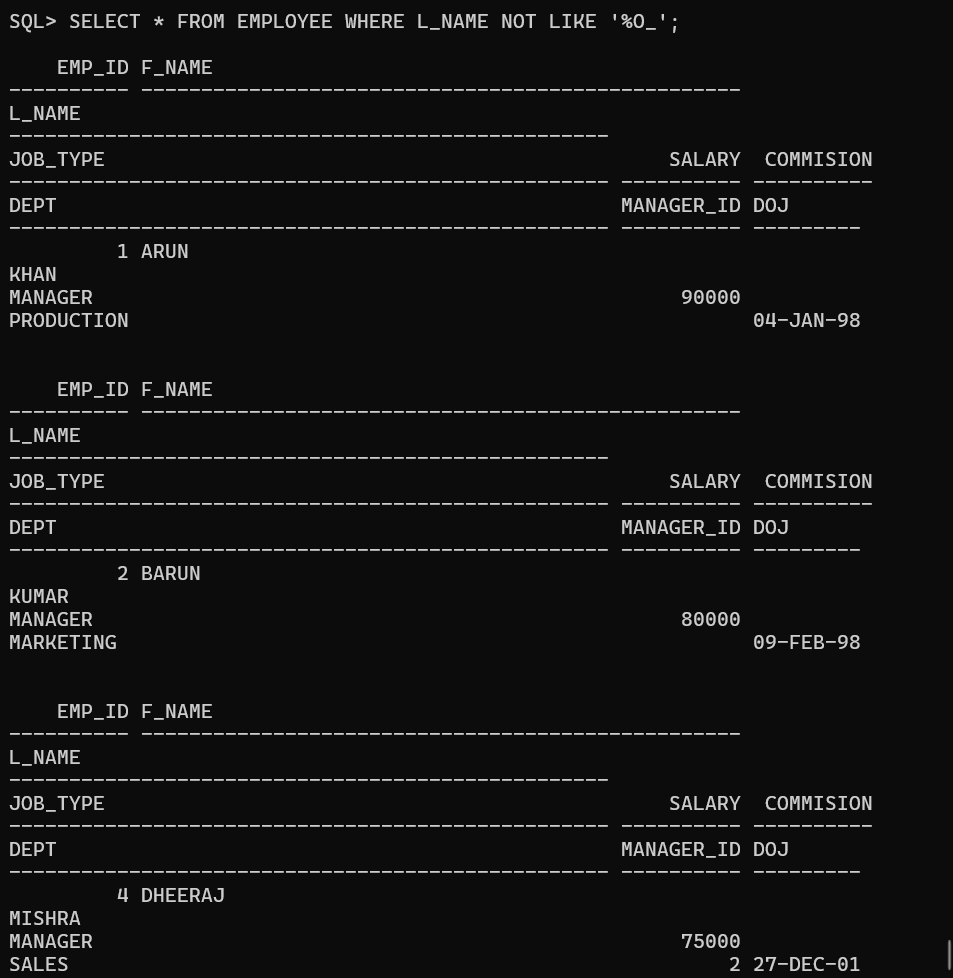 SQL> SELECT * FROM EMPLOYEE WHERE L_NAME NOT LIKE '%O_';
EMP_ID F_NAME
---------- --------------------------------------------------
L_NAME
--------------------------------------------------
JOB_TYPE SALARY COMMISION
-------------------------------------------------- ---------- ----------
DEPT MANAGER_ID DOJ
-------------------------------------------------- ---------- ---------
1 ARUN
KHAN
MANAGER 90000
PRODUCTION 04-JAN-98
EMP_ID F_NAME
---------- --------------------------------------------------
L_NAME
--------------------------------------------------
JOB_TYPE SALARY COMMISION
-------------------------------------------------- ---------- ----------
DEPT MANAGER_ID DOJ
-------------------------------------------------- ---------- ---------
2 BARUN
KUMAR
MANAGER 80000
MARKETING 09-FEB-98
EMP_ID F_NAME
---------- --------------------------------------------------
L_NAME
--------------------------------------------------
JOB_TYPE SALARY COMMISION
-------------------------------------------------- ---------- ----------
DEPT MANAGER_ID DOJ
-------------------------------------------------- ---------- ---------
4 DHEERAJ
MISHRA
MANAGER 75000
SALES 2 27-DEC-01